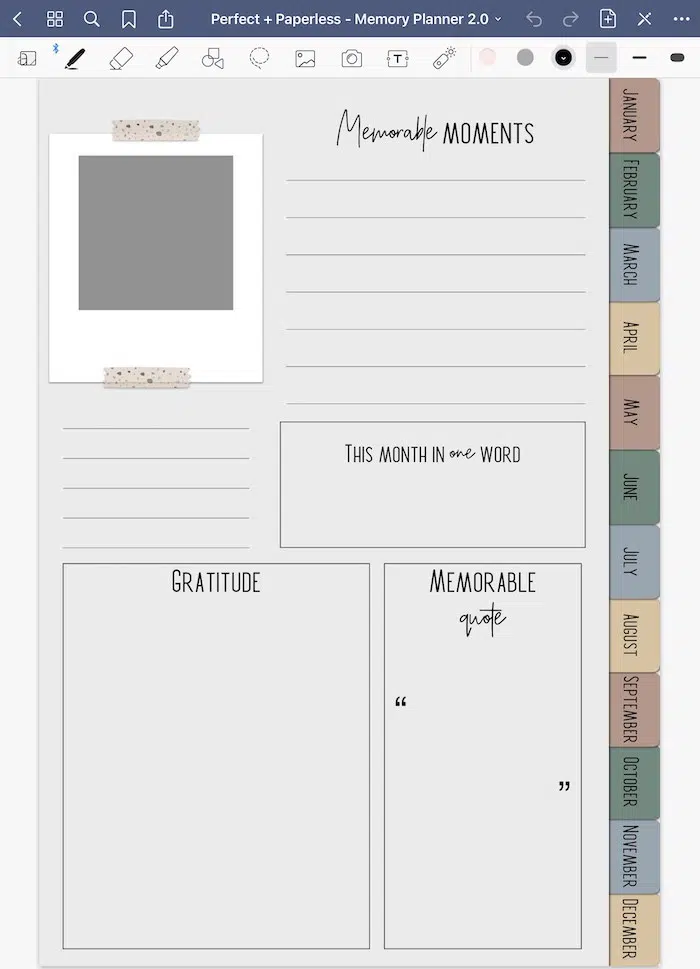 Perfect + Paperless - Memory Planner 2.0
Memorable MOMENTS
THIS MONTH IN one WORD
GRATITUDE
MEMORABLE
quote
“
”
JANUARY
FEBRUARY
MARCH
APRIL
MAY
JUNE
JULY
AUGUST
SEPTEMBER
OCTOBER
NOVEMBER
DECEMBER